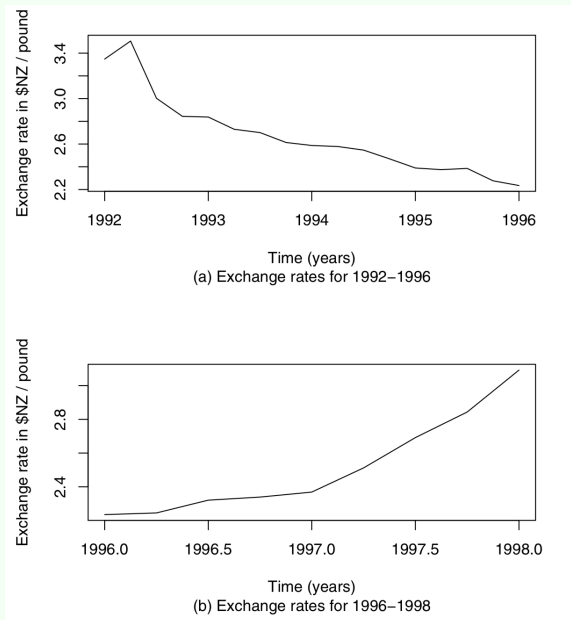 Exchange rate in $NZ / pound
3.4
3.0
2.6
2.2
1992 1993 1994 1995 1996
Time (years)
(a) Exchange rates for 1992−1996
Exchange rate in $NZ / pound
2.8
2.4
1996.0 1996.5 1997.0 1997.5 1998.0
Time (years)
(b) Exchange rates for 1996−1998